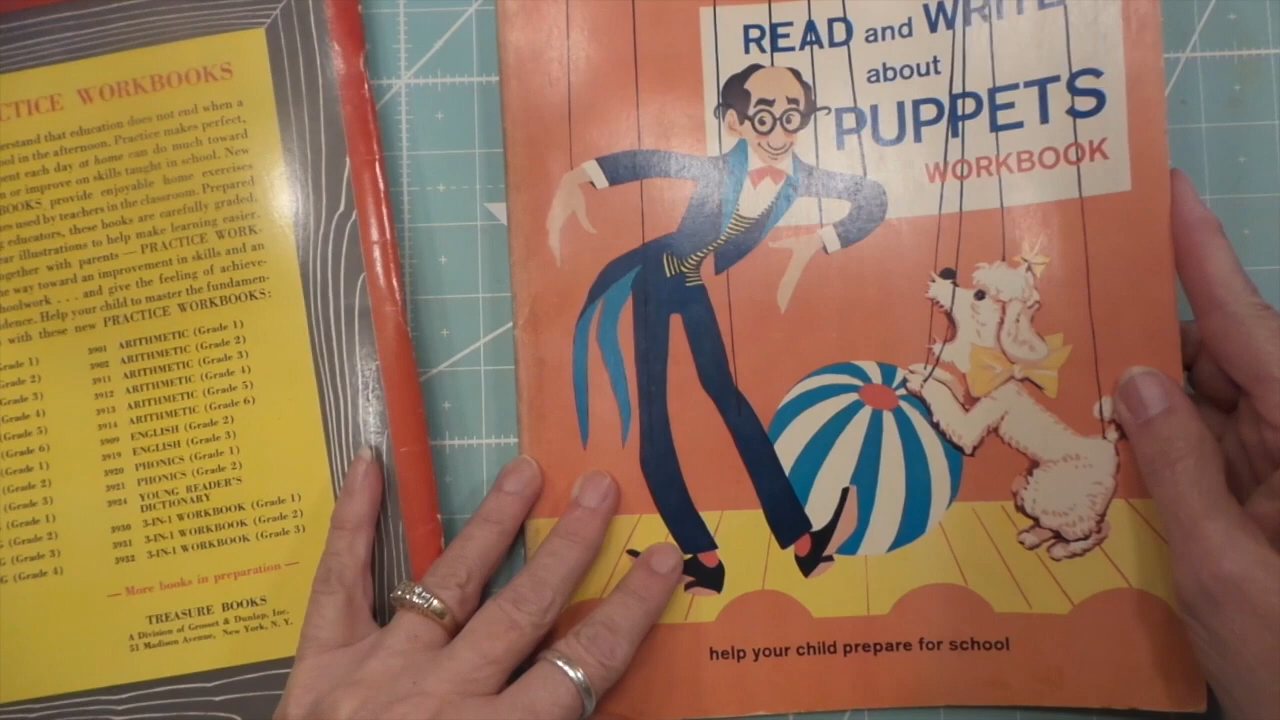 CTICE WORKBOOKS
erstand that education does not end when a
ool in the afternoon. Practice makes perfect,
pent each day at home can do much toward
n or improve on skills taught in school. New
BOOKS provide enjoyable home exercises
es used by teachers in the classroom. Prepared
g educators, these books are carefully graded,
ear illustrations to help make learning easier.
ogether with parents — PRACTICE WORK-
he way toward an improvement in skills and an
hoolwork . . . and give the feeling of achieve-
dence. Help your child to master the fundamen-
with these new PRACTICE WORKBOOKS:
rade 1)
rade 2)
Grade 3)
Grade 4)
Grade 5)
Grade 6)
Grade 1)
Grade 2)
Grade 3)
(Grade 1)
G (Grade 2)
G (Grade 3)
G (Grade 4)
3901 ARITHMETIC (Grade 1)
3902 ARITHMETIC (Grade 2)
3911 ARITHMETIC (Grade 3)
3912 ARITHMETIC (Grade 4)
3913 ARITHMETIC (Grade 5)
3914 ARITHMETIC (Grade 6)
3909 ENGLISH (Grade 2)
3919 ENGLISH (Grade 3)
3920 PHONICS (Grade 1)
3921 PHONICS (Grade 2)
3924 YOUNG READER'S
DICTIONARY
3930 3-IN-1 WORKBOOK (Grade 1)
3931 3-IN-1 WORKBOOK (Grade 2)
3932 3-IN-1 WORKBOOK (Grade 3)
— More books in preparation —
TREASURE BOOKS
A Division of Grosset & Dunlap, Inc.
51 Madison Avenue, New York, N. Y.
READ and WRITE
about
PUPPETS
WORKBOOK
help your child prepare for school